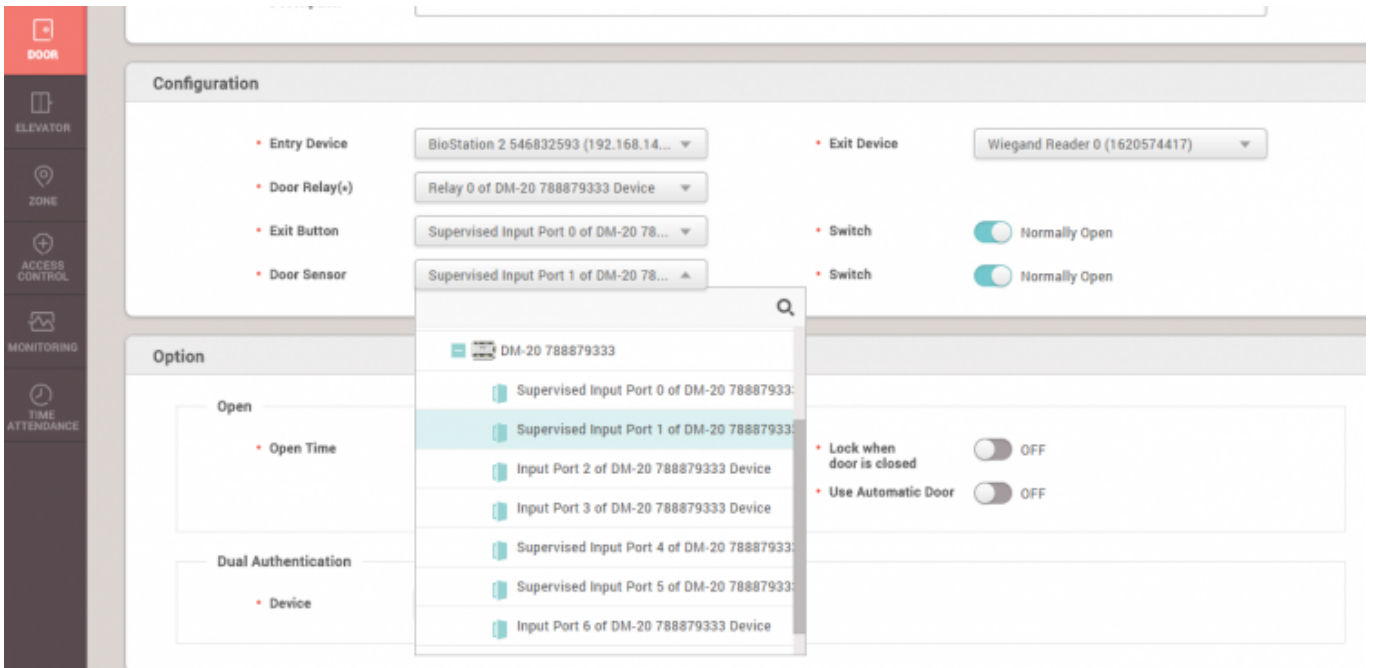 DOOR
ELEVATOR
ZONE
ACCESS
CONTROL
MONITORING
TIME
ATTENDANCE
Configuration
Entry Device BioStation 2 546832593 (192.168.14... Exit Device Wiegand Reader 0 (1620574417)
Door Relay(*) Relay 0 of DM-20 788879333 Device
Exit Button Supervised Input Port 0 of DM-20 78... Switch Normally Open
Door Sensor Supervised Input Port 1 of DM-20 78... Switch Normally Open
DM-20 788879333
Supervised Input Port 0 of DM-20 788879333
Supervised Input Port 1 of DM-20 788879333
Input Port 2 of DM-20 788879333 Device
Input Port 3 of DM-20 788879333 Device
Supervised Input Port 4 of DM-20 788879333
Supervised Input Port 5 of DM-20 788879333
Input Port 6 of DM-20 788879333 Device
Option
Open
Open Time
Lock when
door is closed OFF
Use Automatic Door OFF
Dual Authentication
Device